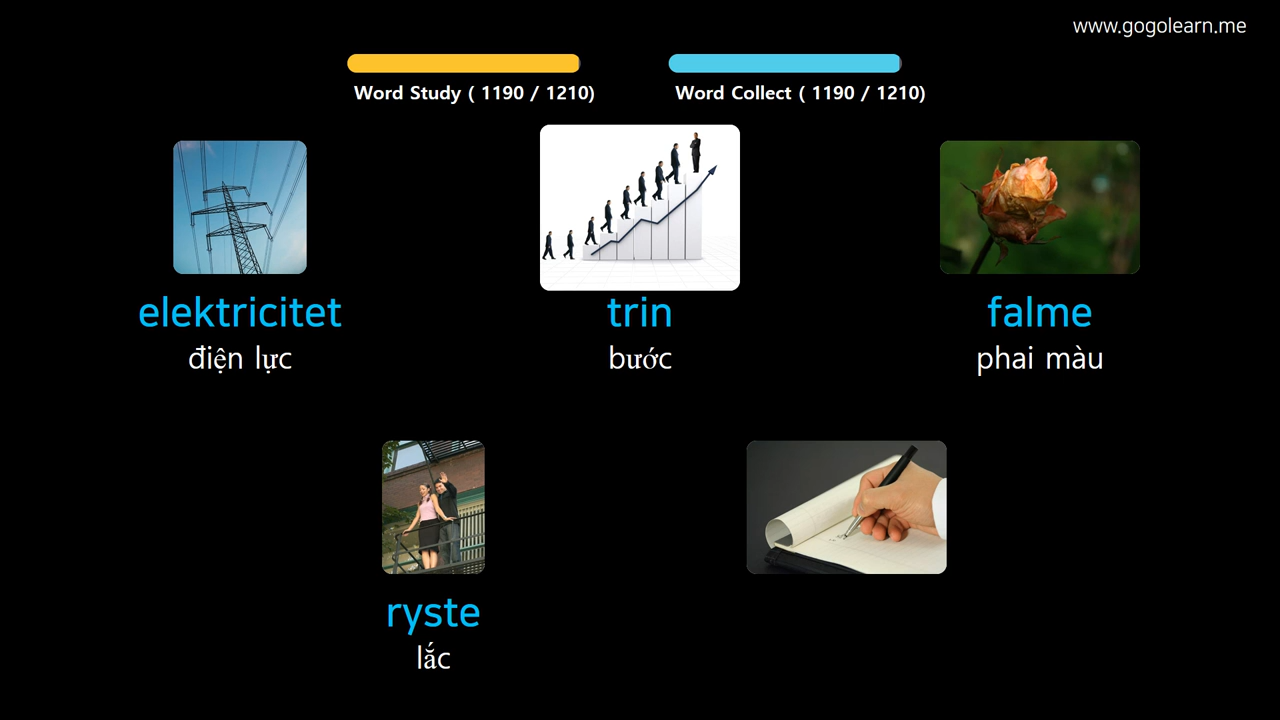 www.gogolearn.me
Word Study ( 1190 / 1210)
Word Collect ( 1190 / 1210)
elektricitet
điện lực
trin
bước
falme
phai màu
ryste
lắc